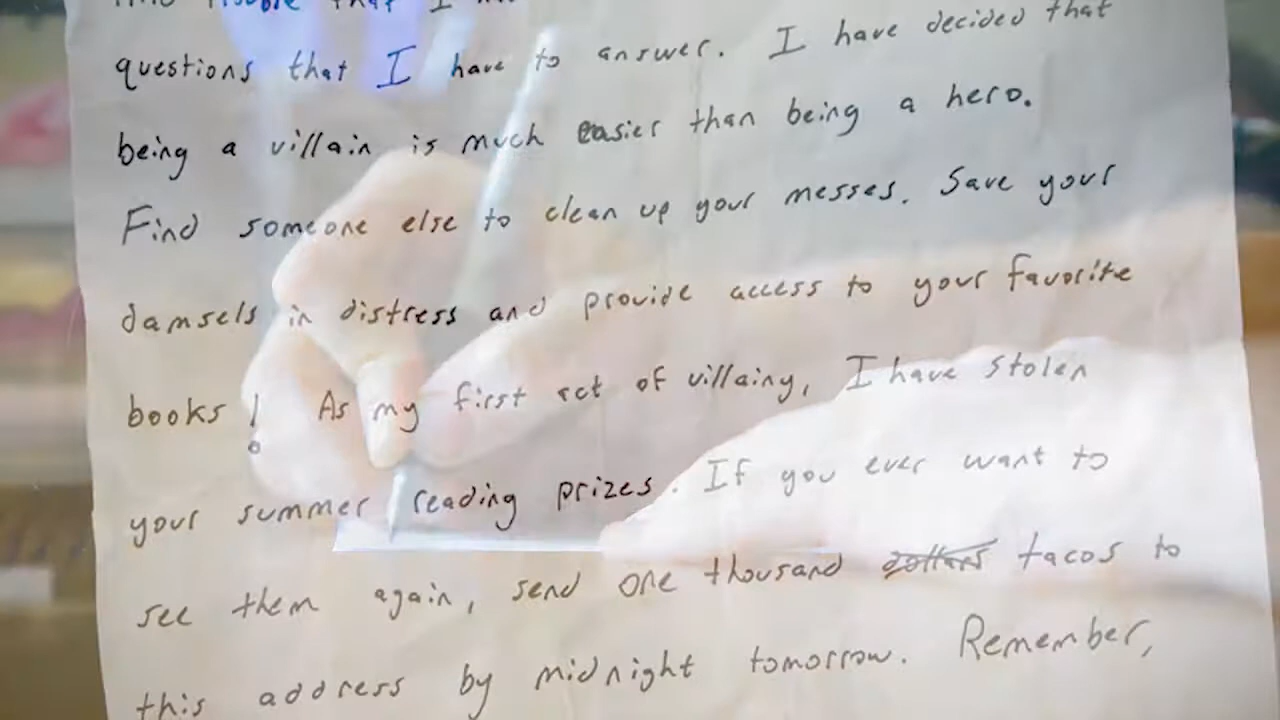 trouble that I
questions that I have to answer. I have decided that
being a villain is much easier than being a hero.
Find someone else to clean up your messes. Save your
damsels in distress and provide access to your favorite
books! As my first act of villainy, I have stolen
your summer reading prizes. If you ever want to
see them again, send one thousand dollars tacos to
this address by midnight tomorrow. Remember,